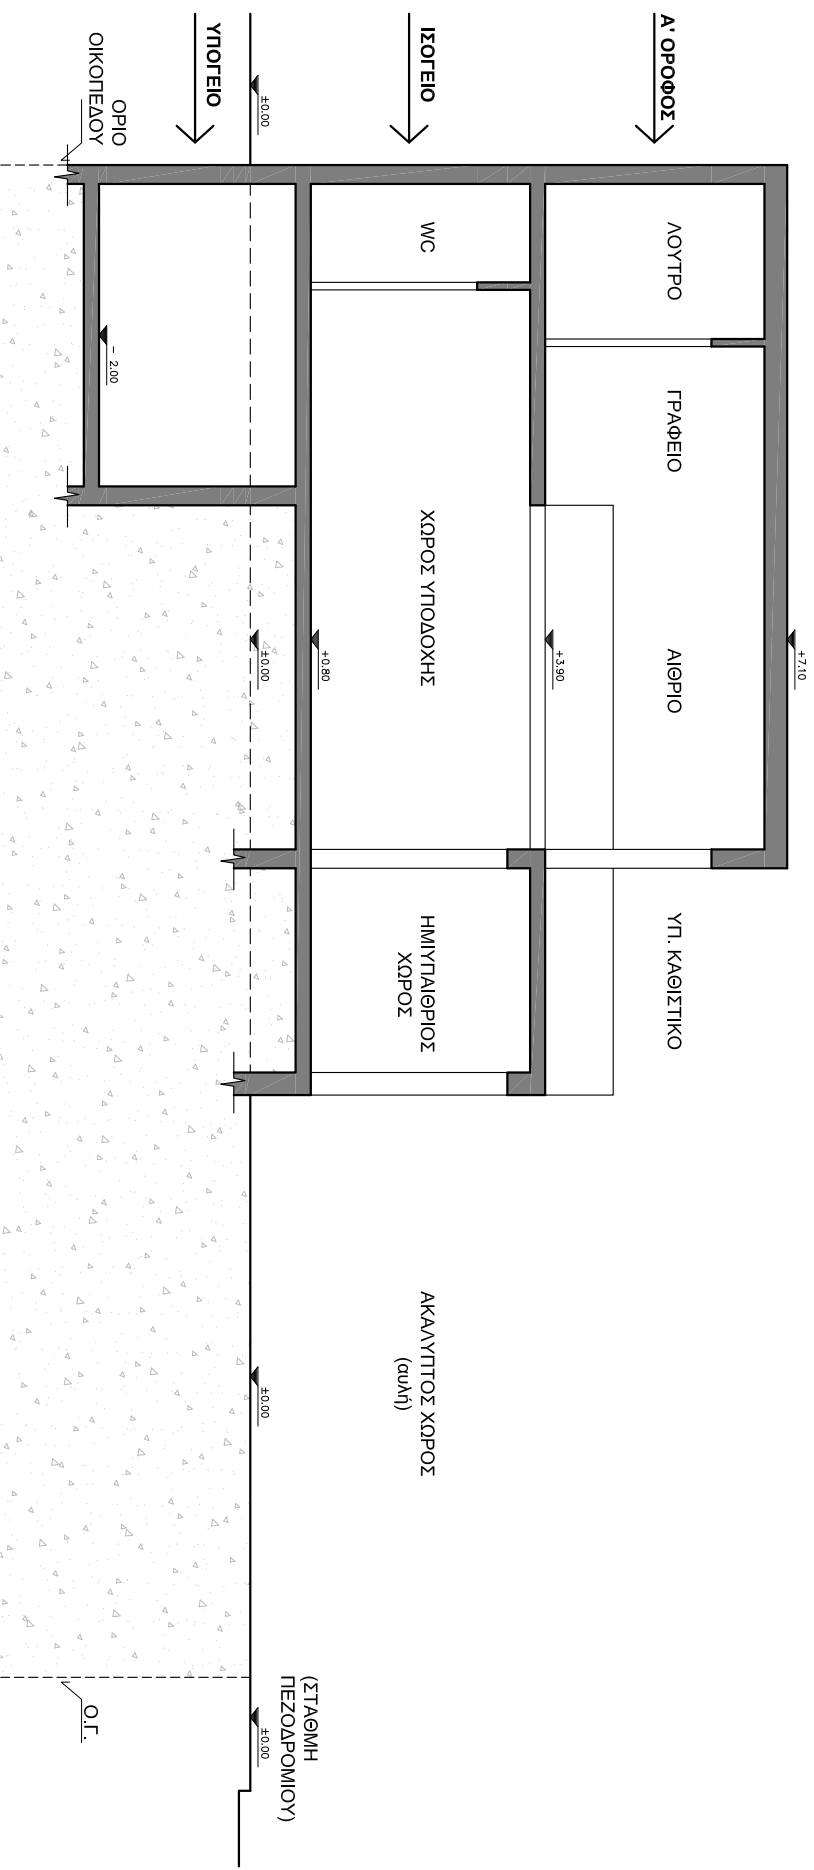 Α' ΟΡΟΦΟΣ
ΙΣΟΓΕΙΟ
ΥΠΟΓΕΙΟ
±0.00
ΟΡΙΟ
ΟΙΚΟΠΕΔΟΥ
ΛΟΥΤΡΟ
ΓΡΑΦΕΙΟ
ΑΙΘΡΙΟ
ΥΠ. ΚΑΘΙΣΤΙΚΟ
+7.10
+3.90
WC
ΧΩΡΟΣ ΥΠΟΔΟΧΗΣ
ΗΜΙΥΠΑΙΘΡΙΟΣ
ΧΩΡΟΣ
ΑΚΑΛΥΠΤΟΣ ΧΩΡΟΣ
(αυλή)
+0.80
±0.00
- 2.00
±0.00
(ΣΤΑΘΜΗ
ΠΕΖΟΔΡΟΜΙΟΥ)
±0.00
Ο.Γ.